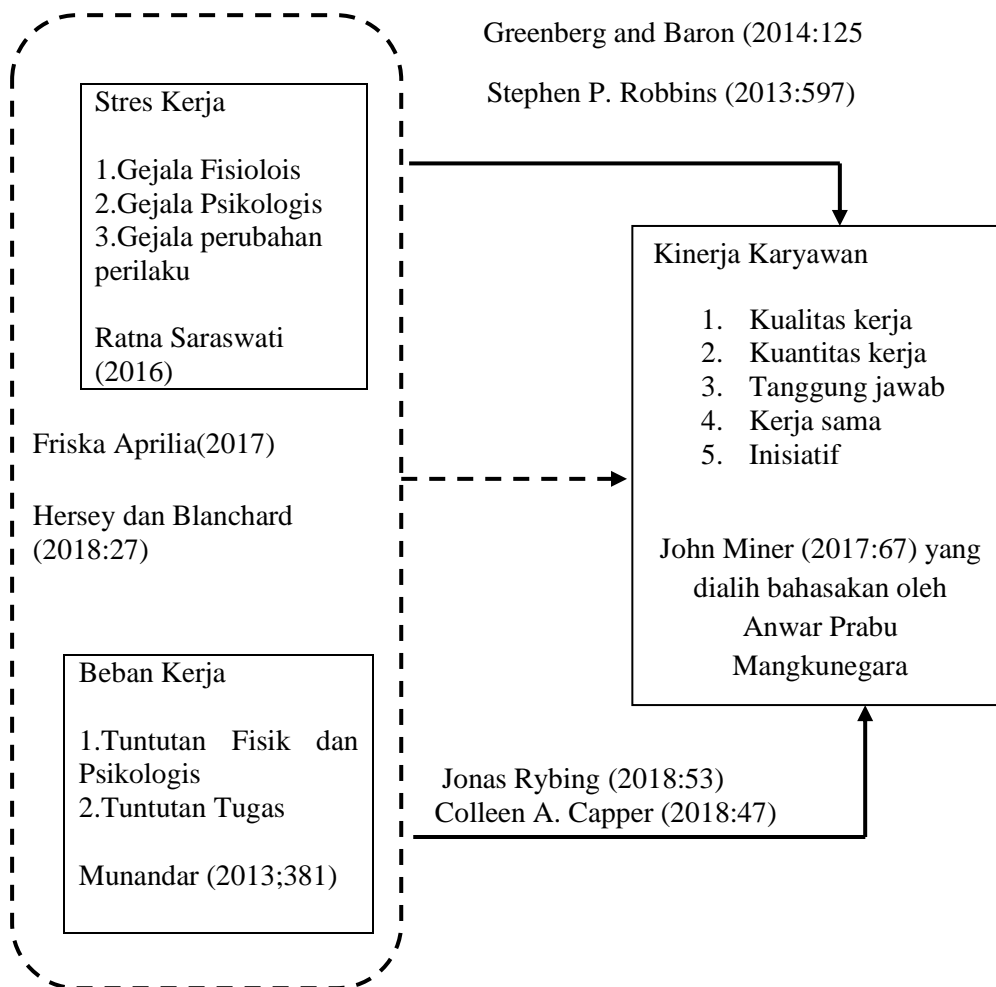 Greenberg and Baron (2014:125
Stephen P. Robbins (2013:597)
Stres Kerja
1.Gejala Fisiolois
2.Gejala Psikologis
3.Gejala perubahan
perilaku
Ratna Saraswati
(2016)
Friska Aprilia(2017)
Hersey dan Blanchard
(2018:27)
Beban Kerja
1.Tuntutan Fisik dan
Psikologis
2.Tuntutan Tugas
Munandar (2013;381)
Jonas Rybing (2018:53)
Colleen A. Capper (2018:47)
Kinerja Karyawan
1. Kualitas kerja
2. Kuantitas kerja
3. Tanggung jawab
4. Kerja sama
5. Inisiatif
John Miner (2017:67) yang
dialih bahasakan oleh
Anwar Prabu
Mangkunegara